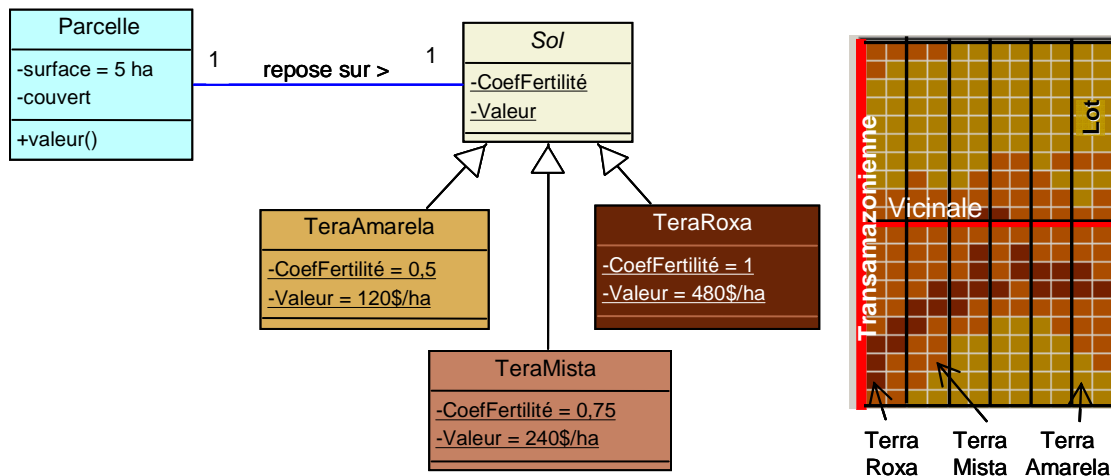 Parcelle
-surface = 5 ha
-couvert
+valeur()
1
repose sur >
1
Sol
-CoefFertilité
-Valeur
TeraAmarela
-CoefFertilité = 0,5
-Valeur = 120$/ha
TeraRoxa
-CoefFertilité = 1
-Valeur = 480$/ha
TeraMista
-CoefFertilité = 0,75
-Valeur = 240$/ha
Transamazonienne
Lot
Vicinale
Terra
Roxa
Terra
Mista
Terra
Amarela